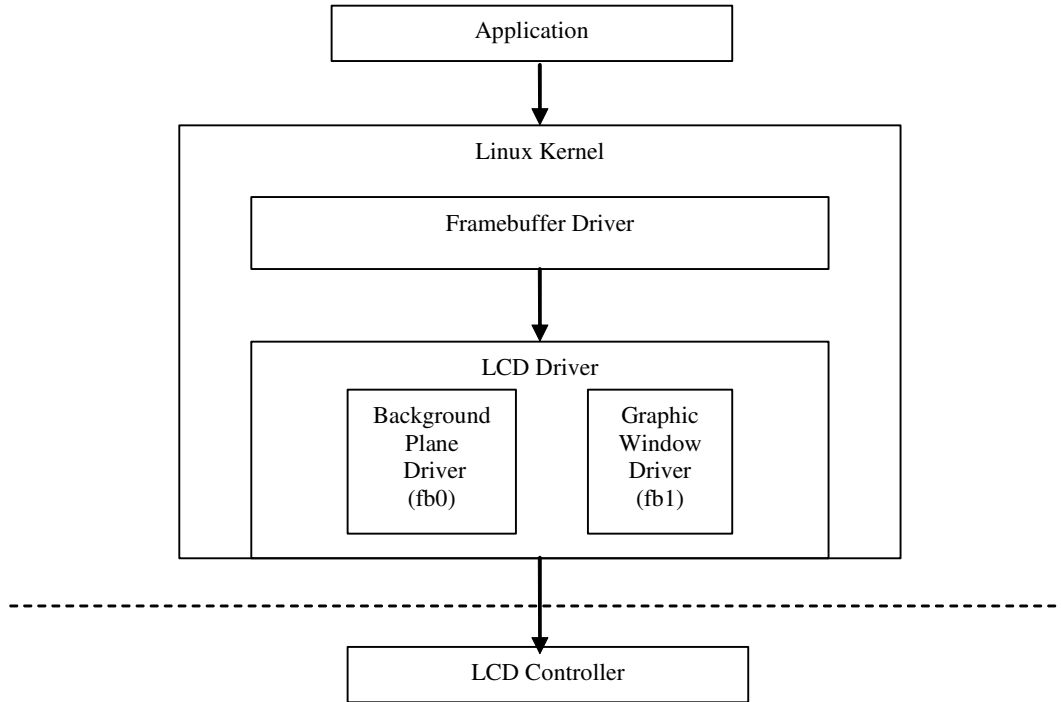 Application
Linux Kernel
Framebuffer Driver
LCD Driver
Background
Plane
Driver
(fb0)
Graphic
Window
Driver
(fb1)
LCD Controller